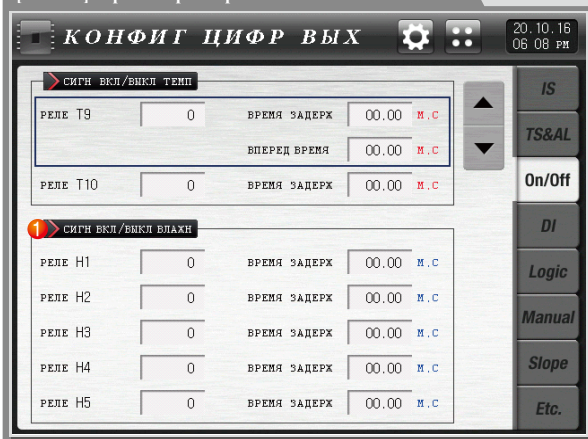 КОНФИГ ЦИФР ВЫХ
20.10.16
06 08 PM
СИГН ВКЛ/ВЫКЛ ТЕМП
РЕЛЕ T9 0 ВРЕМЯ ЗАДЕРЖ 00.00 М.С
ВПЕРЕД ВРЕМЯ 00.00 М.С
РЕЛЕ T10 0 ВРЕМЯ ЗАДЕРЖ 00.00 М.С
1 СИГН ВКЛ/ВЫКЛ ВЛАЖН
РЕЛЕ H1 0 ВРЕМЯ ЗАДЕРЖ 00.00 М.С
РЕЛЕ H2 0 ВРЕМЯ ЗАДЕРЖ 00.00 М.С
РЕЛЕ H3 0 ВРЕМЯ ЗАДЕРЖ 00.00 М.С
РЕЛЕ H4 0 ВРЕМЯ ЗАДЕРЖ 00.00 М.С
РЕЛЕ H5 0 ВРЕМЯ ЗАДЕРЖ 00.00 М.С
IS
TS&AL
On/Off
DI
Logic
Manual
Slope
Etc.